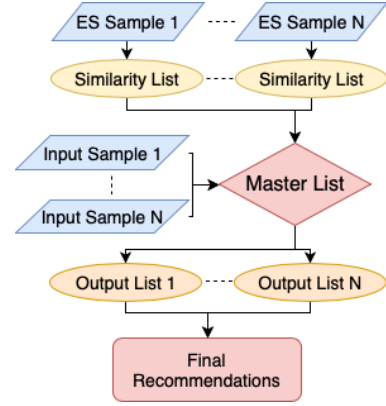 ES Sample 1
ES Sample N
Similarity List
Similarity List
Input Sample 1
Master List
Input Sample N
Output List 1
Output List N
Final
Recommendations